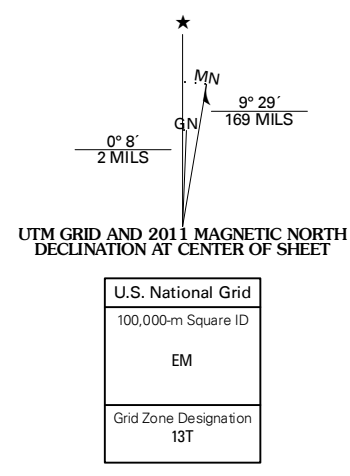 MN
9° 29´
169 MILS
GN
0° 8´
2 MILS
UTM GRID AND 2011 MAGNETIC NORTH
DECLINATION AT CENTER OF SHEET
U.S. National Grid
100,000-m Square ID
EM
Grid Zone Designation
13T